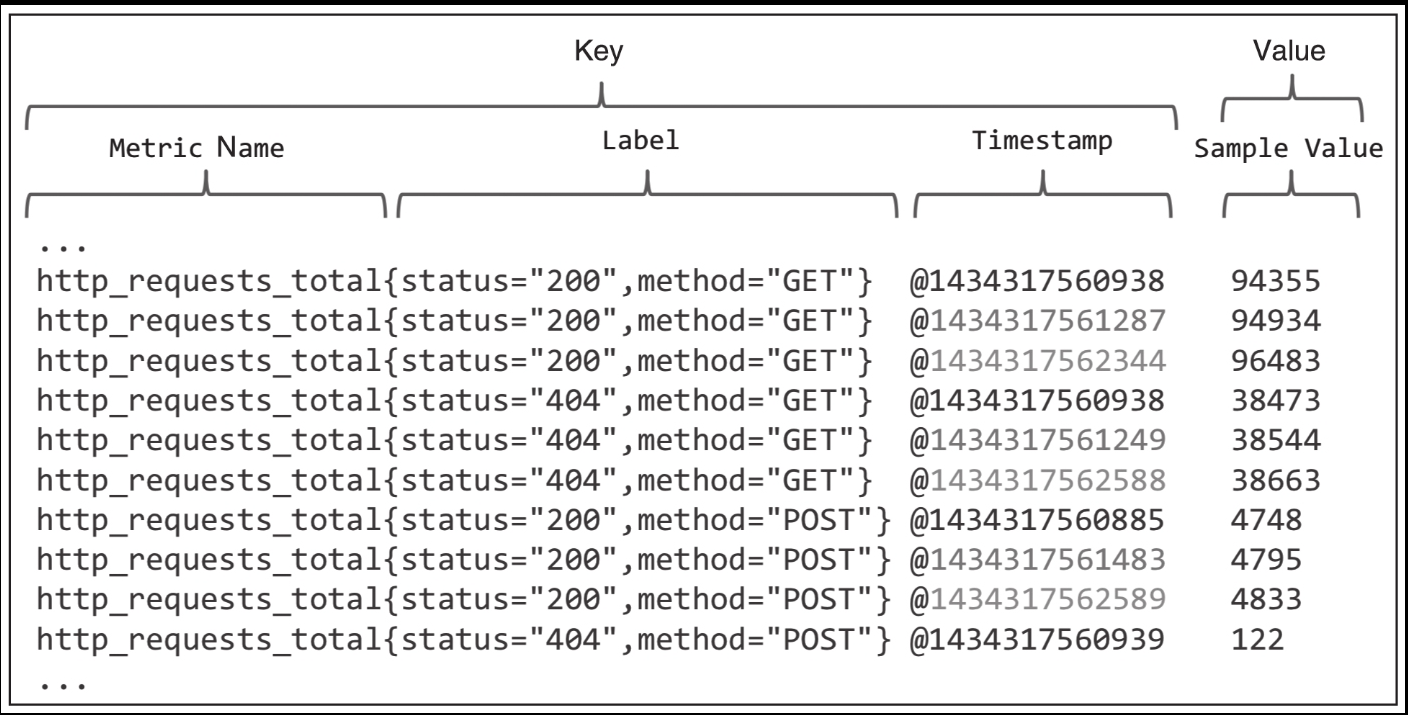 Key Value
Metric Name Label Timestamp Sample Value
...
http_requests_total{status="200",method="GET"} @1434317560938 94355
http_requests_total{status="200",method="GET"} @1434317561287 94934
http_requests_total{status="200",method="GET"} @1434317562344 96483
http_requests_total{status="404",method="GET"} @1434317560938 38473
http_requests_total{status="404",method="GET"} @1434317561249 38544
http_requests_total{status="404",method="GET"} @1434317562588 38663
http_requests_total{status="200",method="POST"} @1434317560885 4748
http_requests_total{status="200",method="POST"} @1434317561483 4795
http_requests_total{status="200",method="POST"} @1434317562589 4833
http_requests_total{status="404",method="POST"} @1434317560939 122
...